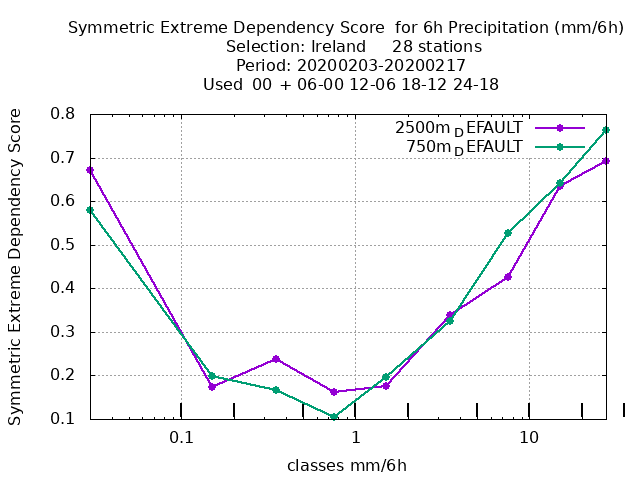 Symmetric Extreme Dependency Score  for 6h Precipitation (mm/6h)
Selection: Ireland     28 stations
Period: 20200203-20200217
Used  00  + 06-00 12-06 18-12 24-18
2500m_DEFAULT
750m_DEFAULT
Symmetric Extreme Dependency Score
0.8
0.7
0.6
0.5
0.4
0.3
0.2
0.1
0.1 1 10
classes mm/6h